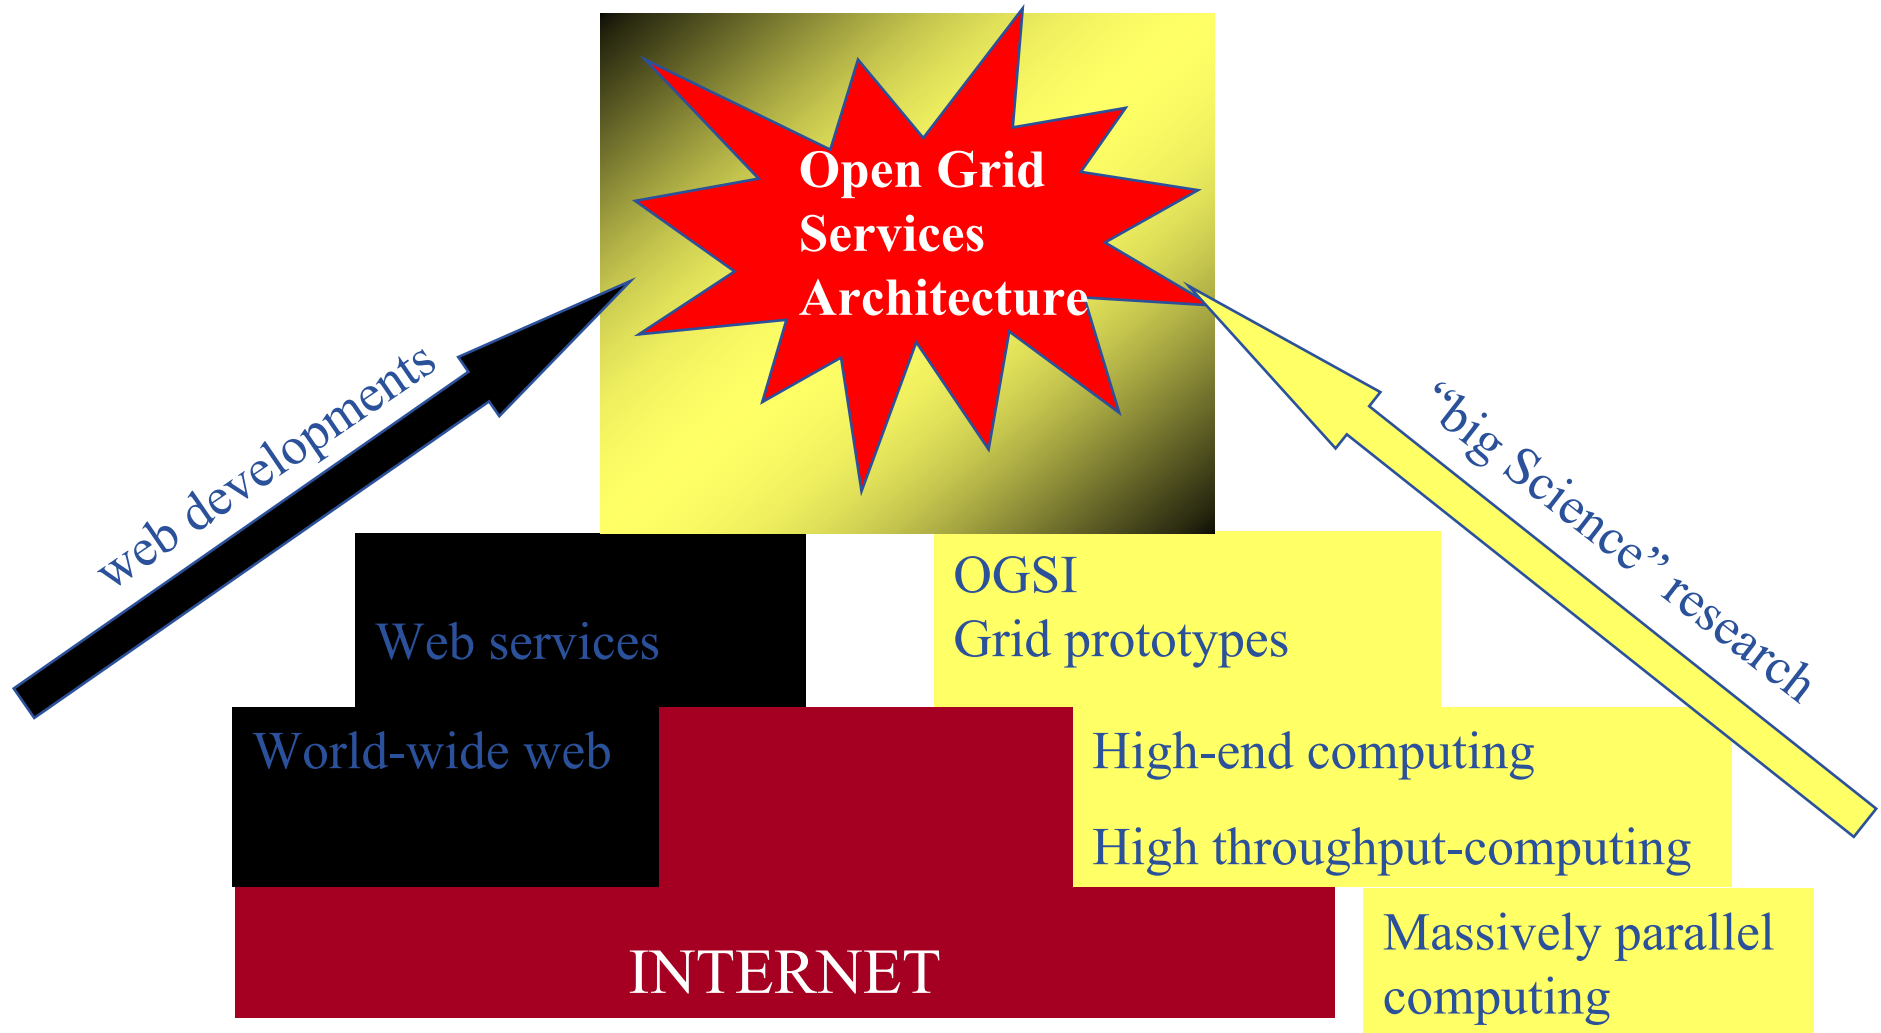 Open Grid
Services
Architecture
web developments
“big Science” research
OGSI
Grid prototypes
Web services
World-wide web
High-end computing
High throughput-computing
INTERNET
Massively parallel
computing